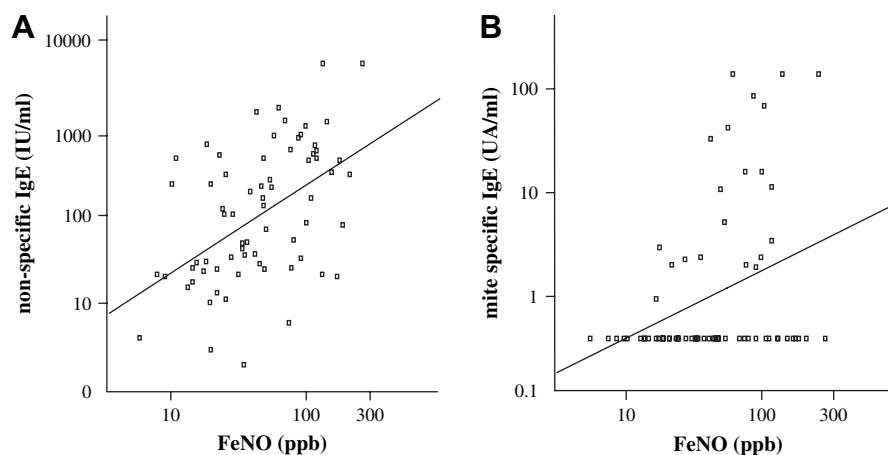 A
non-specific IgE (IU/ml)
10000
1000
100
10
0
10 100 300
FeNO (ppb)
B
mite specific IgE (UA/ml)
100
10
1
0.1
10 100 300
FeNO (ppb)